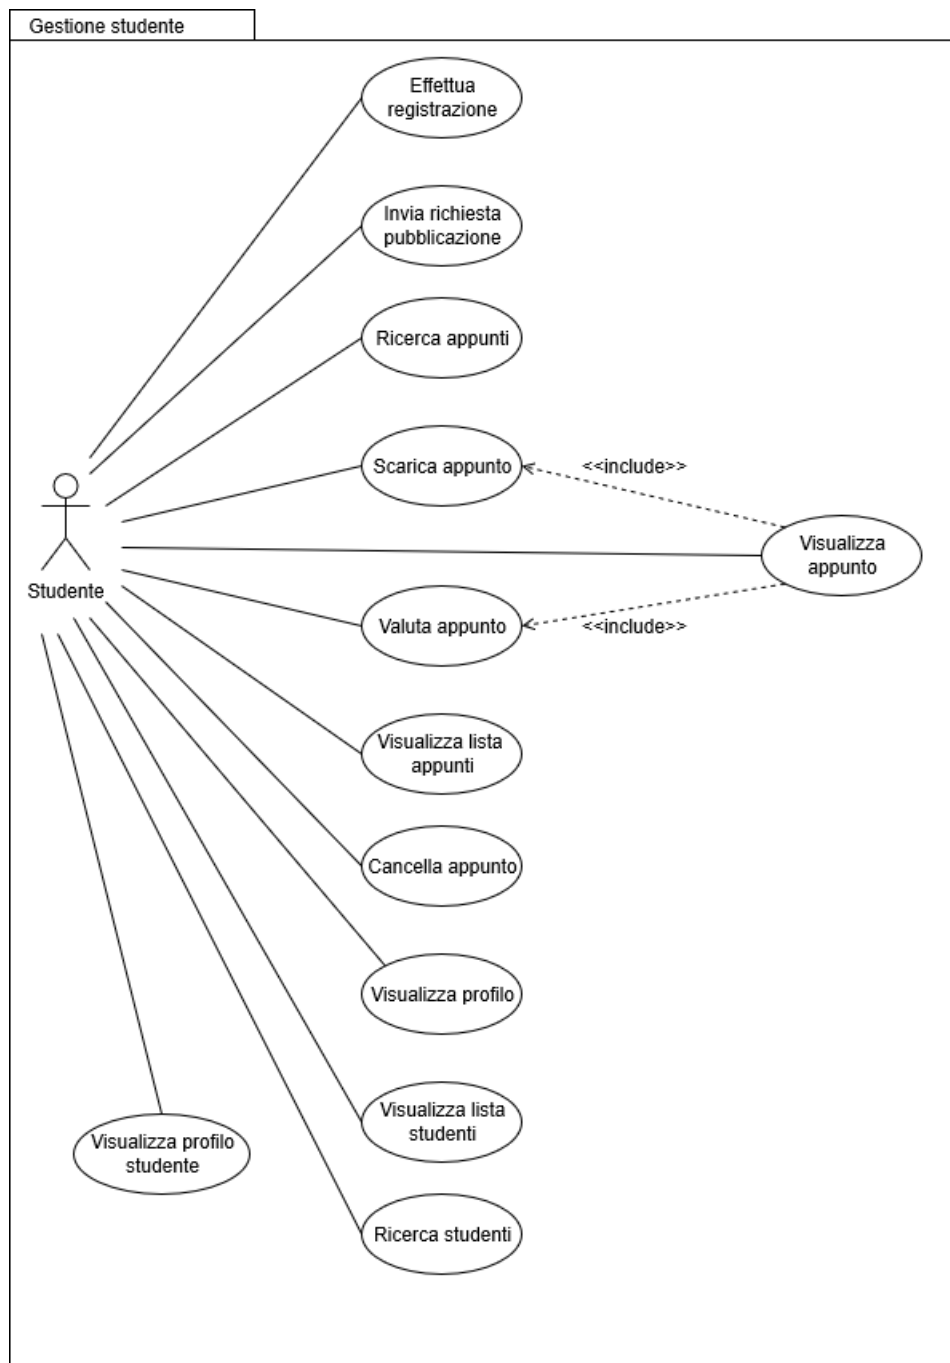 Gestione studente
Effettua
registrazione
Invia richiesta
pubblicazione
Ricerca appunti
Scarica appunto
<<include>>
Visualizza
appunto
Studente
Valuta appunto
<<include>>
Visualizza lista
appunti
Cancella appunto
Visualizza profilo
Visualizza lista
studenti
Visualizza profilo
studente
Ricerca studenti